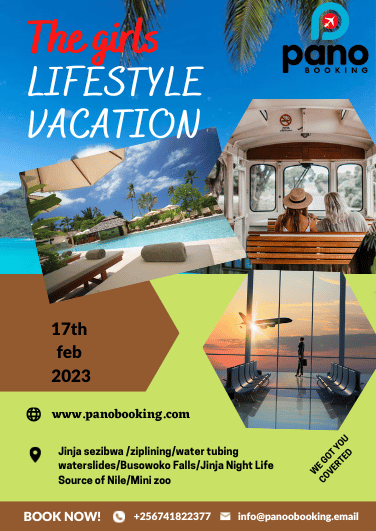 The girls
LIFESTYLE
VACATION
pano
BOOKING
17th
feb
2023
www.panobooking.com
Jinja sezibwa /ziplining/water tubing
waterslides/Busowoko Falls/Jinja Night Life
Source of Nile/Mini zoo
WE GOT YOU
COVERTED
BOOK NOW!
+256741822377
info@panoobooking.email